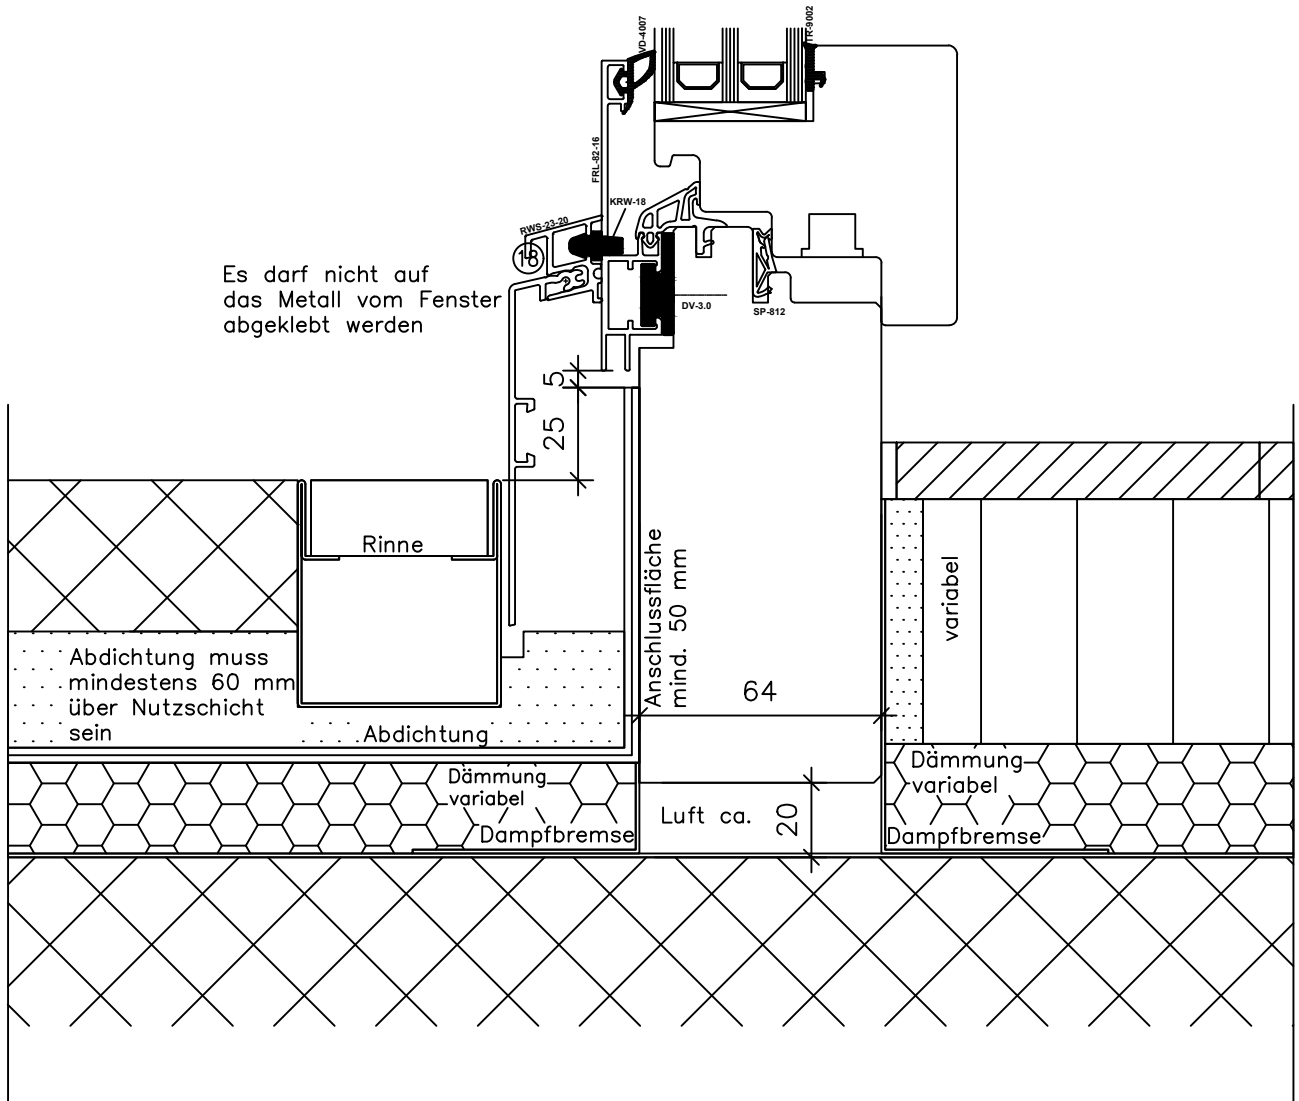 VD-4007
TR-9002
FRL-82-16
KRW-18
RWS-23-20
18
Es darf nicht auf
das Metall vom Fenster
abgeklebt werden
DV-3.0
SP-812
5
25
Rinne
Anschlussfläche
mind. 50 mm
variabel
Abdichtung muss
mindestens 60 mm
über Nutzschicht
sein
Abdichtung
64
Dämmung
variabel
Dampfbremse
Luft ca.
20
Dämmung
variabel
Dampfbremse